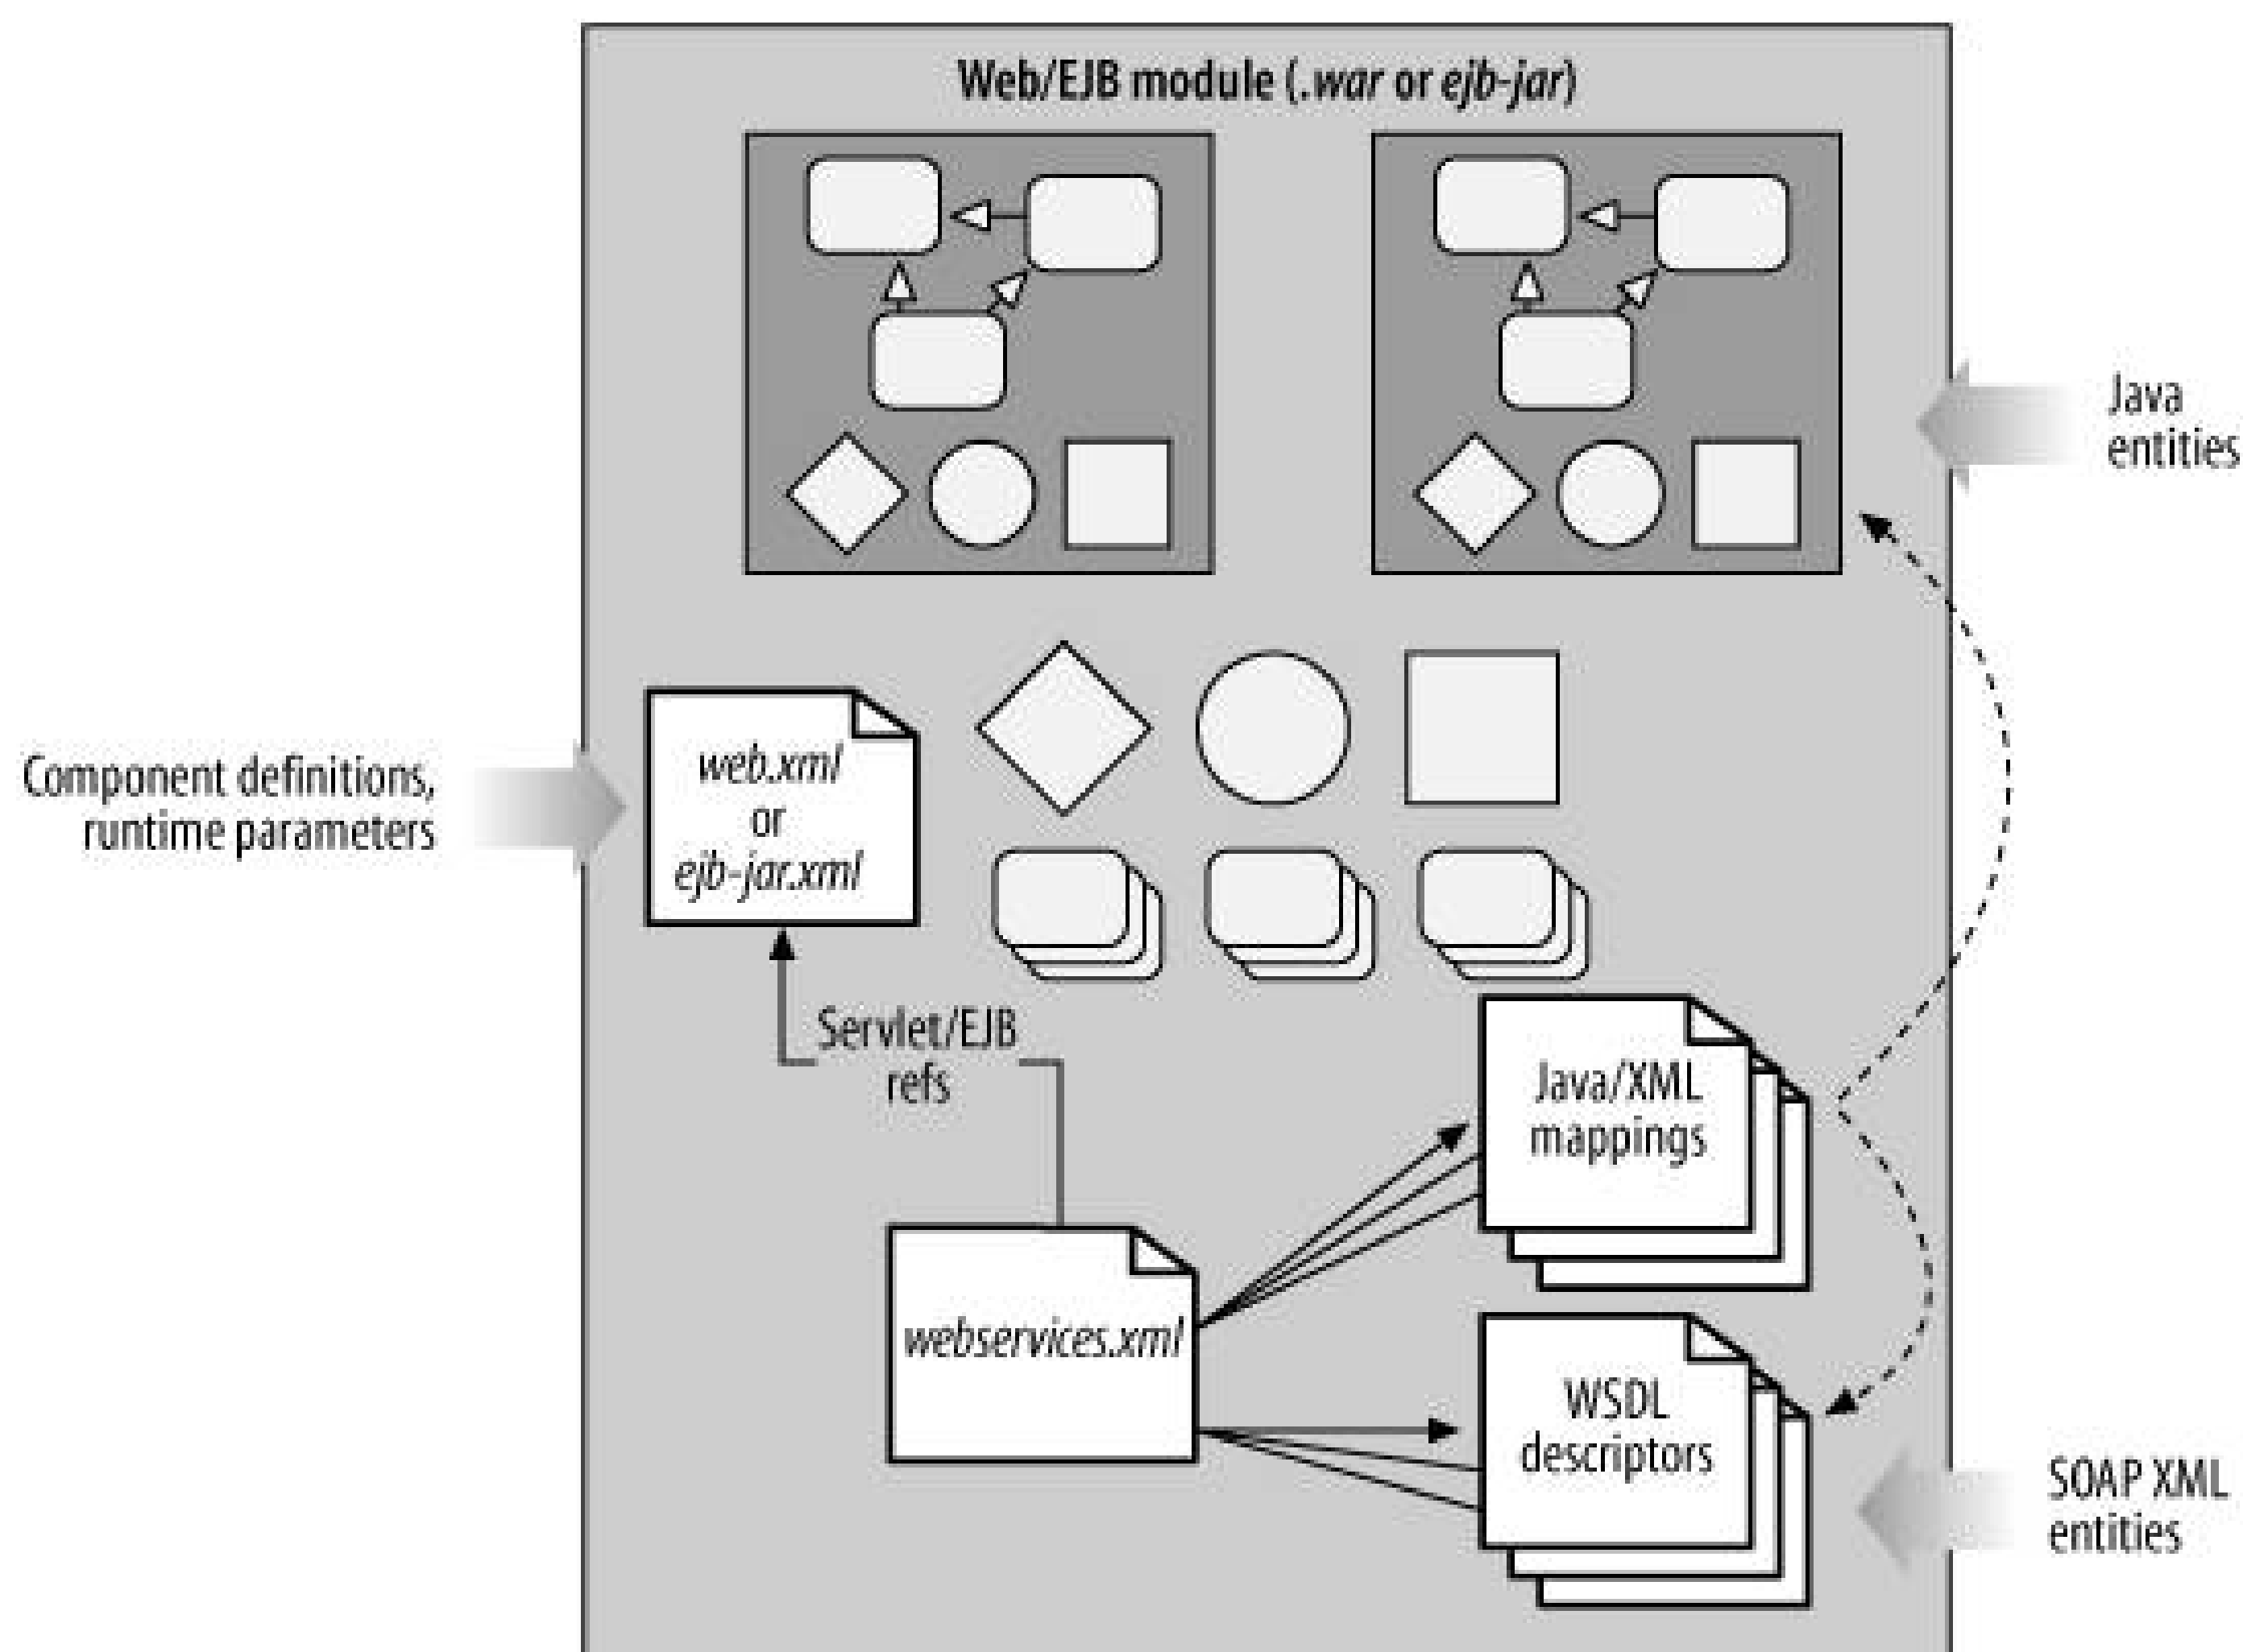 Web/EJB module (.war or ejb-jar)
Java
entities
web.xml
or
ejb-jar.xml
Component definitions,
runtime parameters
Servlet/EJB
refs
Java/XML
mappings
webservices.xml
WSDL
descriptors
SOAP XML
entities